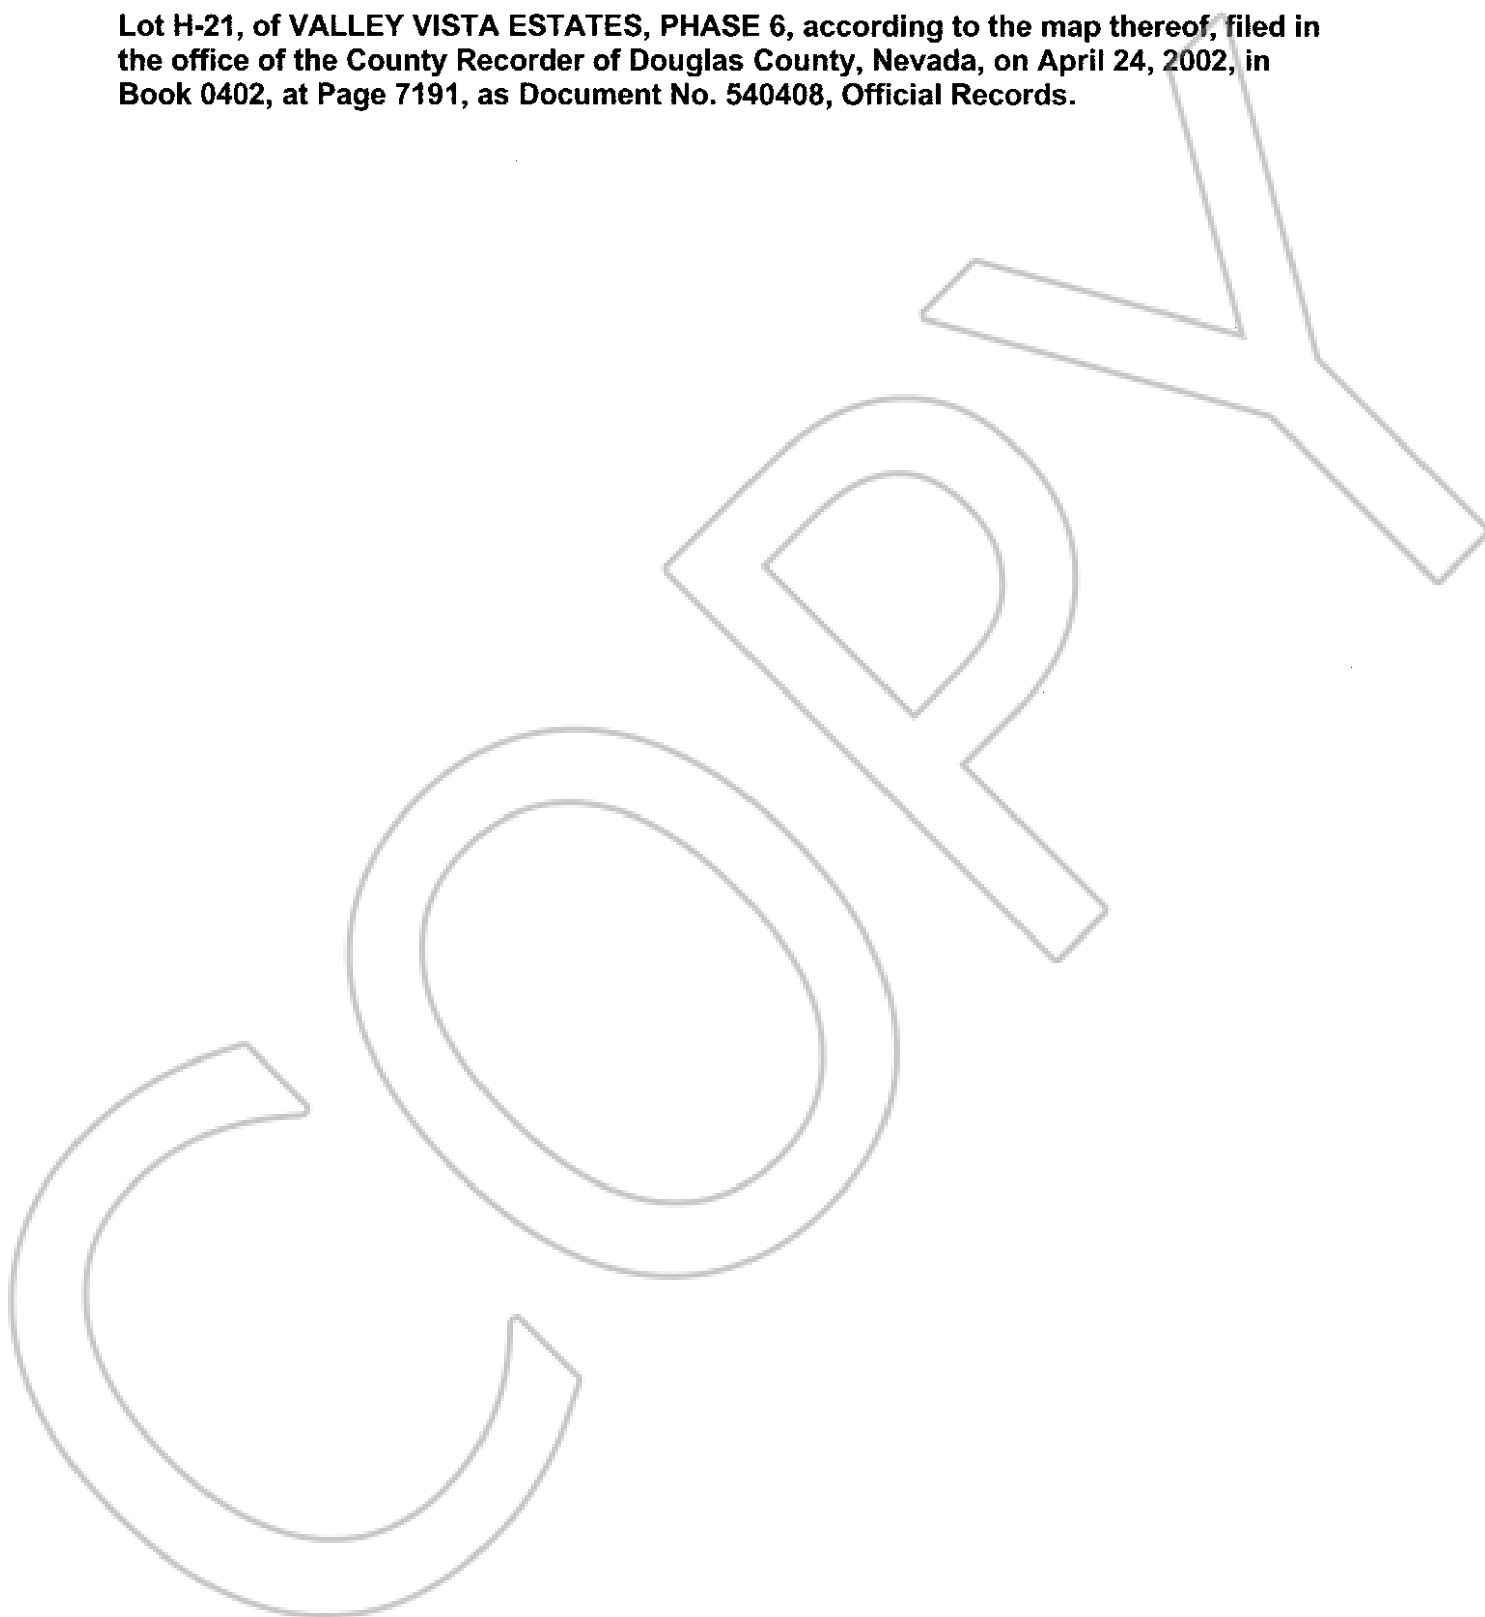 Lot H-21, of VALLEY VISTA ESTATES, PHASE 6, according to the map thereof, filed in
the office of the County Recorder of Douglas County, Nevada, on April 24, 2002, in
Book 0402, at Page 7191, as Document No. 540408, Official Records.
COPY